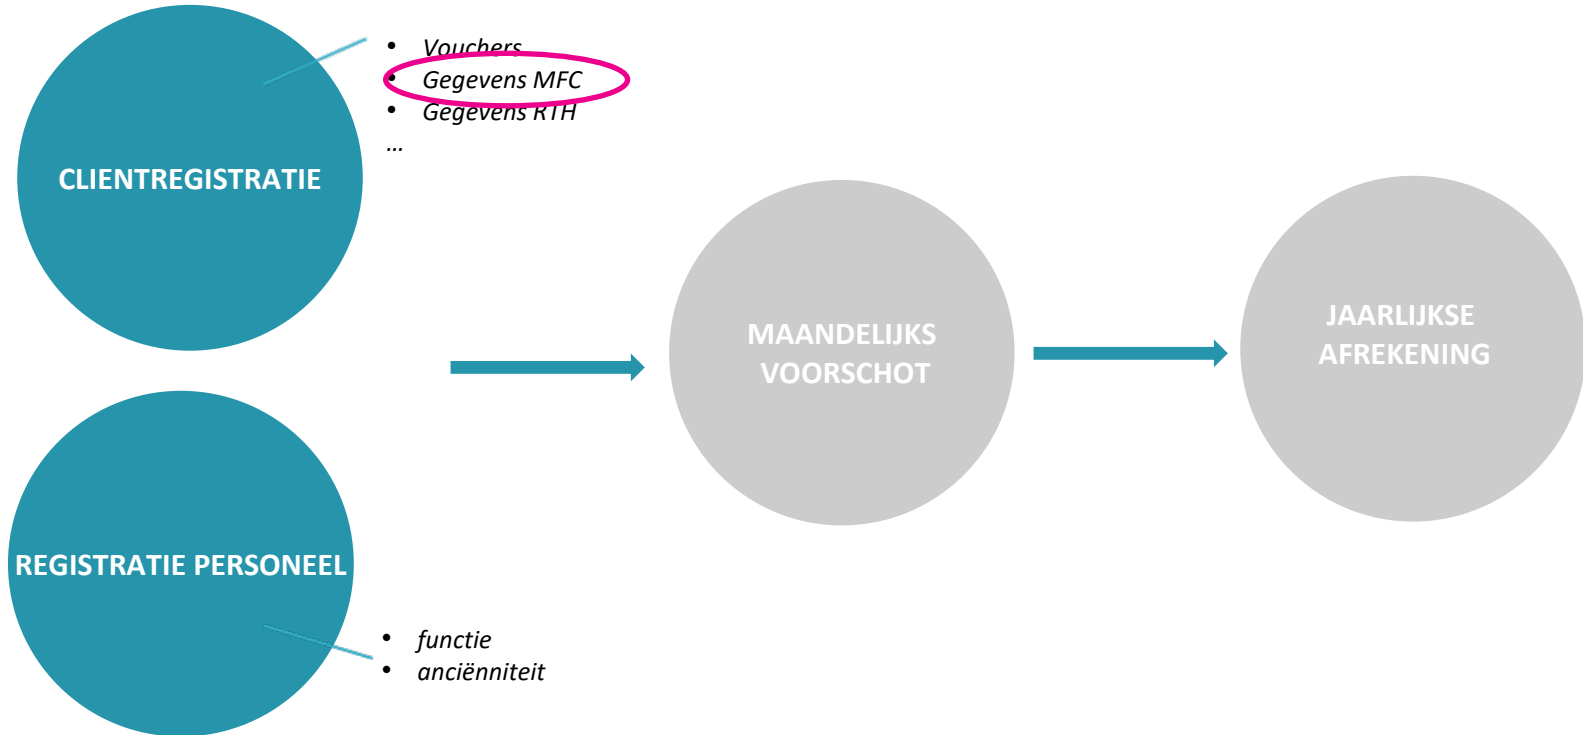 • Vouchers
• Gegevens MFC
• Gegevens RTH
…
CLIENTREGISTRATIE
MAANDELIJKS
VOORSCHOT
JAARLIJKSE
AFREKENING
REGISTRATIE PERSONEEL
• functie
• anciënniteit